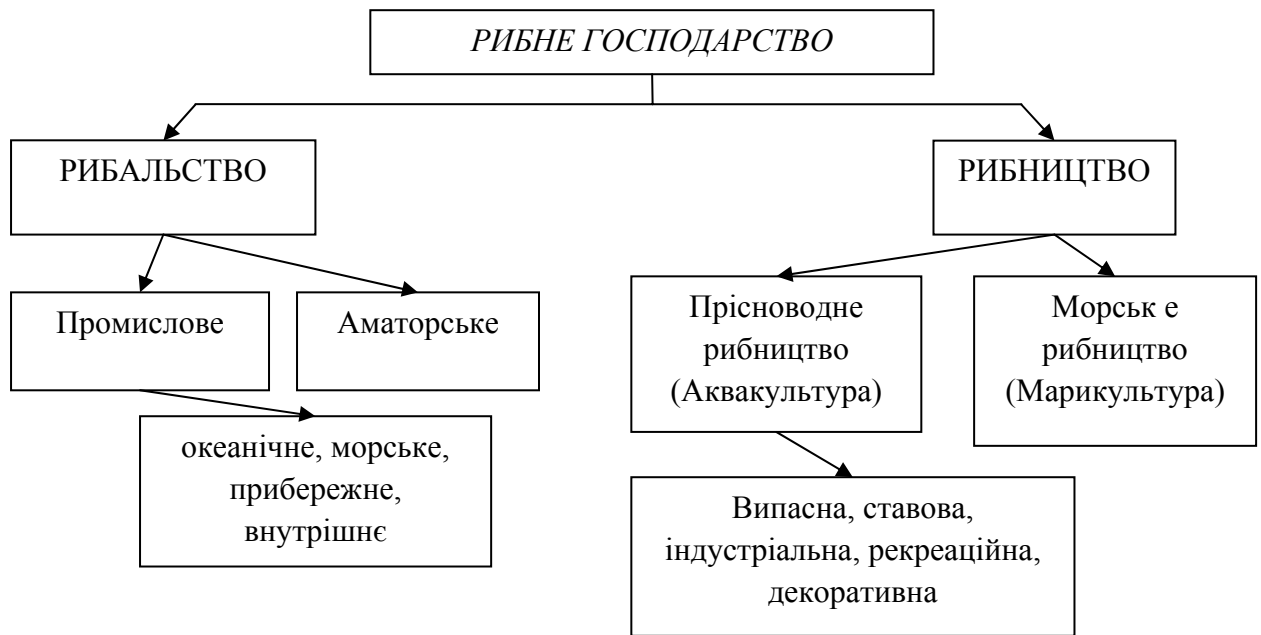 РИБНЕ ГОСПОДАРСТВО
РИБАЛЬСТВО
РИБНИЦТВО
Промислове
Аматорське
Прісноводне
рибництво
(Аквакультура)
Морськ е
рибництво
(Марикультура)
океанічне, морське,
прибережне,
внутрішнє
Випасна, ставова,
індустріальна, рекреаційна,
декоративна